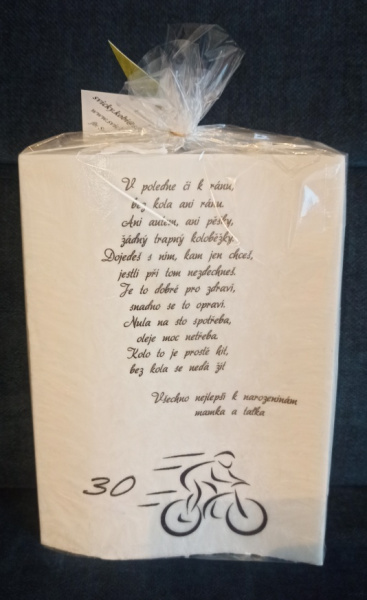 svicky.kobli
V poledne či k ránu,
bez kola ani ránu.
Ani autem, ani pěšky,
žádný trapný koloběžky.
Dojedeš s ním, kam jen chceš,
jestli při tom nezdechneš.
Je to dobré pro zdraví,
snadno se to opraví.
Nula na sto spotřeba,
oleje moc netřeba.
Kolo to je prostě hit,
bez kola se nedá žít
Všechno nejlepší k narozeninám
mamka a taťka
30